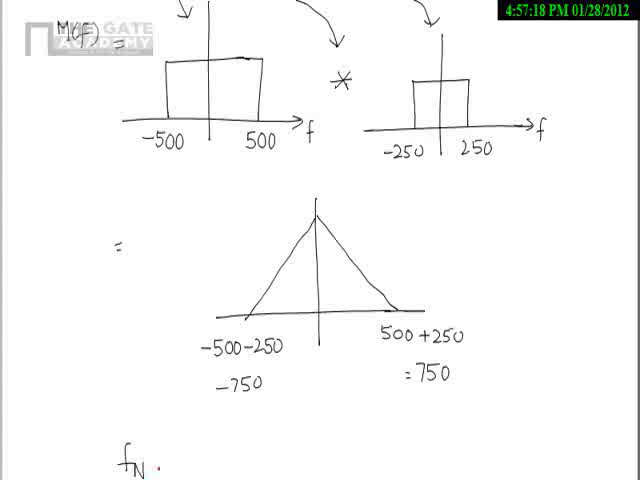 4:57:18 PM 01/28/2012
THE GATE
ACADEMY
M(f) =
*
f
f
-500
500
-250
250
=
-500-250
500+250
-750
=750
fN